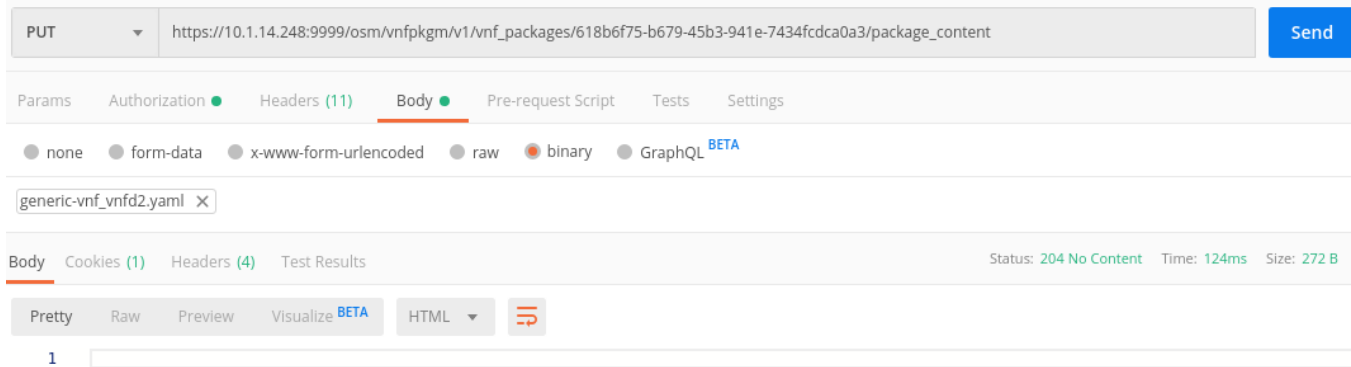 PUT https://10.1.14.248:9999/osm/vnfpkgm/v1/vnf_packages/618b6f75-b679-45b3-941e-7434fcdca0a3/package_content Send
Params Authorization Headers (11) Body Pre-request Script Tests Settings
none form-data x-www-form-urlencoded raw binary GraphQL BETA
generic-vnf_vnfd2.yaml
Body Cookies (1) Headers (4) Test Results Status: 204 No Content Time: 124ms Size: 272 B
Pretty Raw Preview Visualize BETA HTML
1